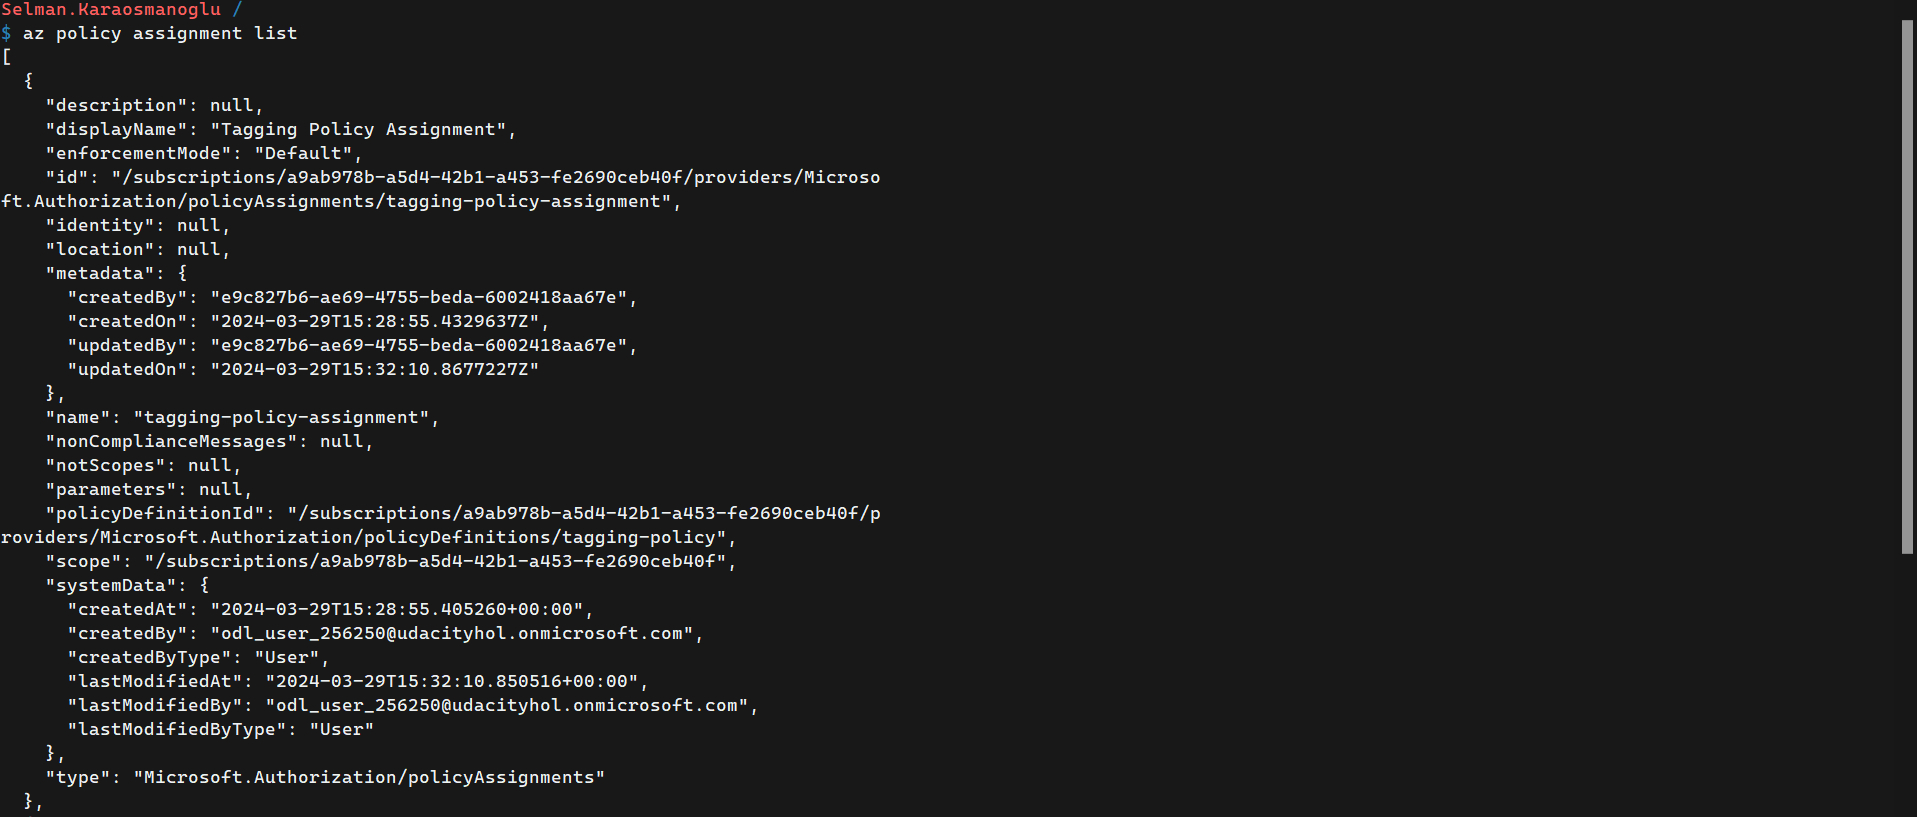 Selman.Karaosmanoglu /
$ az policy assignment list
[
  {
    "description": null,
    "displayName": "Tagging Policy Assignment",
    "enforcementMode": "Default",
    "id": "/subscriptions/a9ab978b-a5d4-42b1-a453-fe2690ceb40f/providers/Microso
ft.Authorization/policyAssignments/tagging-policy-assignment",
    "identity": null,
    "location": null,
    "metadata": {
      "createdBy": "e9c827b6-ae69-4755-beda-6002418aa67e",
      "createdOn": "2024-03-29T15:28:55.4329637Z",
      "updatedBy": "e9c827b6-ae69-4755-beda-6002418aa67e",
      "updatedOn": "2024-03-29T15:32:10.8677227Z"
    },
    "name": "tagging-policy-assignment",
    "nonComplianceMessages": null,
    "notScopes": null,
    "parameters": null,
    "policyDefinitionId": "/subscriptions/a9ab978b-a5d4-42b1-a453-fe2690ceb40f/p
roviders/Microsoft.Authorization/policyDefinitions/tagging-policy",
    "scope": "/subscriptions/a9ab978b-a5d4-42b1-a453-fe2690ceb40f",
    "systemData": {
      "createdAt": "2024-03-29T15:28:55.405260+00:00",
      "createdBy": "odl_user_256250@udacityhol.onmicrosoft.com",
      "createdByType": "User",
      "lastModifiedAt": "2024-03-29T15:32:10.850516+00:00",
      "lastModifiedBy": "odl_user_256250@udacityhol.onmicrosoft.com",
      "lastModifiedByType": "User"
    },
    "type": "Microsoft.Authorization/policyAssignments"
  },